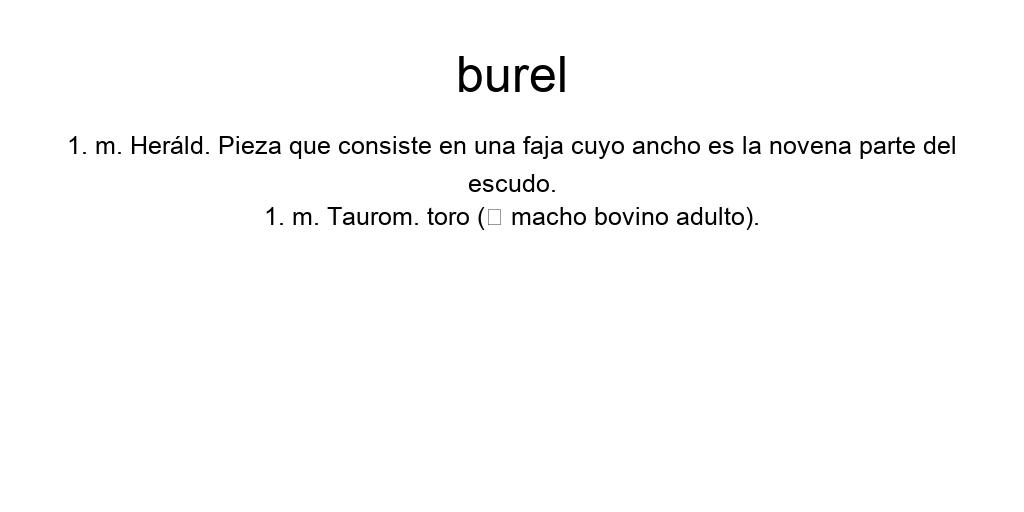 burel
1. m. Heráld. Pieza que consiste en una faja cuyo ancho es la novena parte del
escudo.
1. m. Taurom. toro (□ macho bovino adulto).